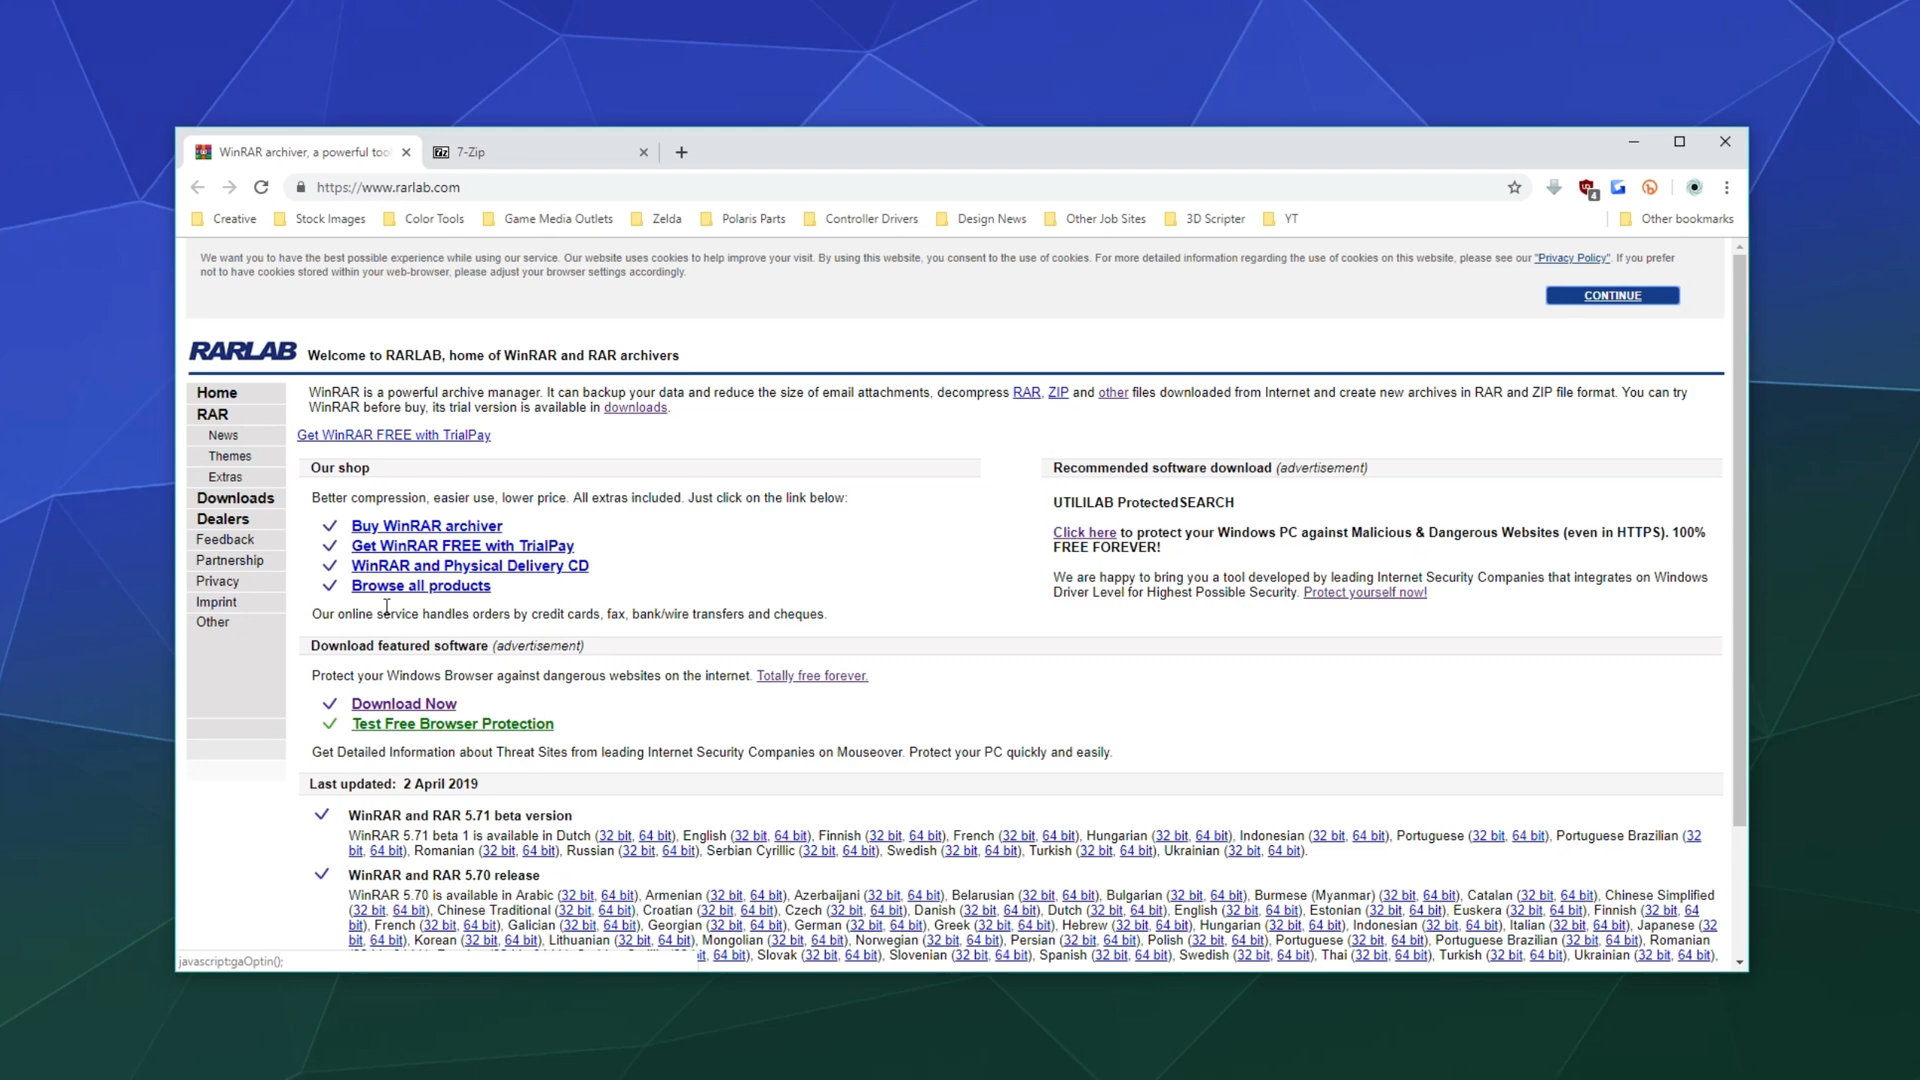 WinRAR archiver, a powerful too
7-Zip
https://www.rarlab.com
4
Creative
Stock Images
Color Tools
Game Media Outlets
Zelda
Polaris Parts
Controller Drivers
Design News
Other Job Sites
3D Scripter
YT
Other bookmarks
We want you to have the best possible experience while using our service. Our website uses cookies to help improve your visit. By using this website, you consent to the use of cookies. For more detailed information regarding the use of cookies on this website, please see our "Privacy Policy". If you prefer
not to have cookies stored within your web-browser, please adjust your browser settings accordingly.
CONTINUE
RARLAB
Welcome to RARLAB, home of WinRAR and RAR archivers
Home
RAR
News
Themes
Extras
Downloads
Dealers
Feedback
Partnership
Privacy
Imprint
Other
WinRAR is a powerful archive manager. It can backup your data and reduce the size of email attachments, decompress RAR, ZIP and other files downloaded from Internet and create new archives in RAR and ZIP file format. You can try
WinRAR before buy, its trial version is available in downloads.
Get WinRAR FREE with TrialPay
Our shop
Better compression, easier use, lower price. All extras included. Just click on the link below:
Buy WinRAR archiver
Get WinRAR FREE with TrialPay
WinRAR and Physical Delivery CD
Browse all products
Our online service handles orders by credit cards, fax, bank/wire transfers and cheques.
Recommended software download (advertisement)
UTILILAB ProtectedSEARCH
Click here to protect your Windows PC against Malicious & Dangerous Websites (even in HTTPS). 100%
FREE FOREVER!
We are happy to bring you a tool developed by leading Internet Security Companies that integrates on Windows
Driver Level for Highest Possible Security. Protect yourself now!
Download featured software (advertisement)
Protect your Windows Browser against dangerous websites on the internet. Totally free forever.
Download Now
Test Free Browser Protection
Get Detailed Information about Threat Sites from leading Internet Security Companies on Mouseover. Protect your PC quickly and easily.
Last updated: 2 April 2019
WinRAR and RAR 5.71 beta version
WinRAR 5.71 beta 1 is available in Dutch (32 bit, 64 bit), English (32 bit, 64 bit), Finnish (32 bit, 64 bit), French (32 bit, 64 bit), Hungarian (32 bit, 64 bit), Indonesian (32 bit, 64 bit), Portuguese (32 bit, 64 bit), Portuguese Brazilian (32
bit, 64 bit), Romanian (32 bit, 64 bit), Russian (32 bit, 64 bit), Serbian Cyrillic (32 bit, 64 bit), Swedish (32 bit, 64 bit), Turkish (32 bit, 64 bit), Ukrainian (32 bit, 64 bit).
WinRAR and RAR 5.70 release
WinRAR 5.70 is available in Arabic (32 bit, 64 bit), Armenian (32 bit, 64 bit), Azerbaijani (32 bit, 64 bit), Belarusian (32 bit, 64 bit), Bulgarian (32 bit, 64 bit), Burmese (Myanmar) (32 bit, 64 bit), Catalan (32 bit, 64 bit), Chinese Simplified
(32 bit, 64 bit), Chinese Traditional (32 bit, 64 bit), Croatian (32 bit, 64 bit), Czech (32 bit, 64 bit), Danish (32 bit, 64 bit), Dutch (32 bit, 64 bit), English (32 bit, 64 bit), Estonian (32 bit, 64 bit), Euskera (32 bit, 64 bit), Finnish (32 bit, 64
bit), French (32 bit, 64 bit), Galician (32 bit, 64 bit), Georgian (32 bit, 64 bit), German (32 bit, 64 bit), Greek (32 bit, 64 bit), Hebrew (32 bit, 64 bit), Hungarian (32 bit, 64 bit), Indonesian (32 bit, 64 bit), Italian (32 bit, 64 bit), Japanese (32
bit, 64 bit), Korean (32 bit, 64 bit), Lithuanian (32 bit, 64 bit), Mongolian (32 bit, 64 bit), Norwegian (32 bit, 64 bit), Persian (32 bit, 64 bit), Polish (32 bit, 64 bit), Portuguese (32 bit, 64 bit), Portuguese Brazilian (32 bit, 64 bit), Romanian
it), Slovak (32 bit, 64 bit), Slovenian (32 bit, 64 bit), Spanish (32 bit, 64 bit), Swedish (32 bit, 64 bit), Thai (32 bit, 64 bit), Turkish (32 bit, 64 bit), Ukrainian (32 bit, 64 bit),
javascript:gaOptin();